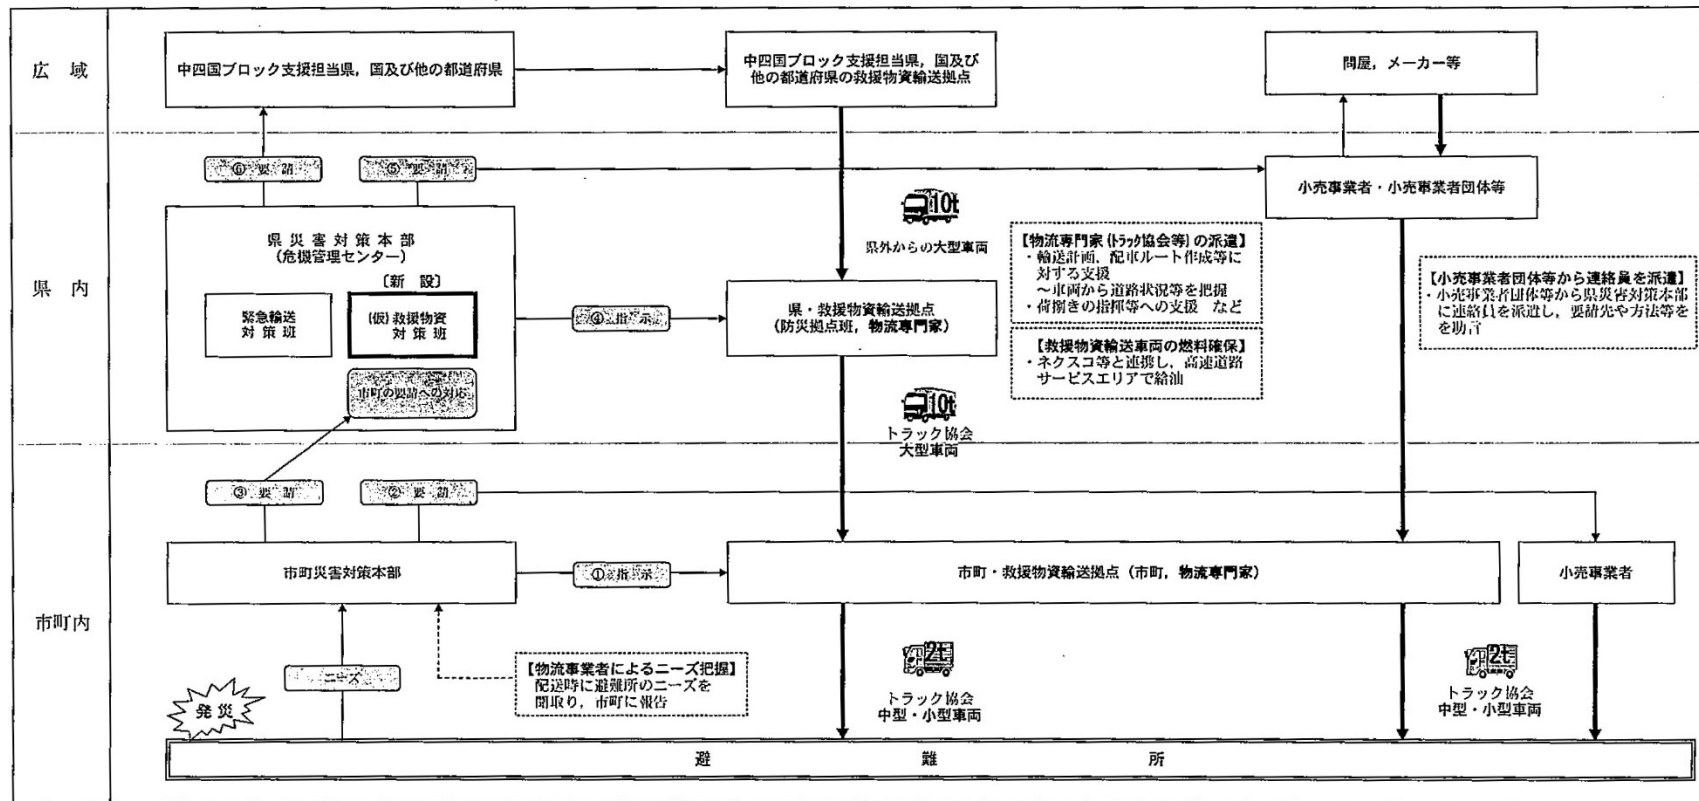 広 域
中四国ブロック支援担当県，国及び他の都道府県
中四国ブロック支援担当県，国及び
他の都道府県の救援物資輸送拠点
問屋，メーカー等
県 内
⑥ 要 請
⑤ 要 請
小売事業者・小売事業者団体等
県 災 害 対 策 本 部
（危機管理センター）
〔新 設〕
緊急輸送
対 策 班
(仮)救援物資
対 策 班
市町の要請への対応
④ 指 示
10t
県外からの大型車両
県・救援物資輸送拠点
（防災拠点班，物流専門家）
【物流専門家（トラック協会等）の派遣】
・輸送計画，配車ルート作成等に
対する支援
～車両から道路状況等を把握
・荷捌きの指揮等への支援 など
【救援物資輸送車両の燃料確保】
・ネクスコ等と連携し，高速道路
サービスエリアで給油
【小売事業者団体等から連絡員を派遣】
・小売事業者団体等から県災害対策本部
に連絡員を派遣し，要請先や方法等を
を助言
10t
トラック協会
大型車両
市町内
③ 要 請
② 要 請
市町災害対策本部
① 指 示
市町・救援物資輸送拠点（市町，物流専門家）
小売事業者
ニーズ
【物流事業者によるニーズ把握】
配送時に避難所のニーズを
聞取り，市町に報告
2t
トラック協会
中型・小型車両
2t
トラック協会
中型・小型車両
発 災
避 難 所